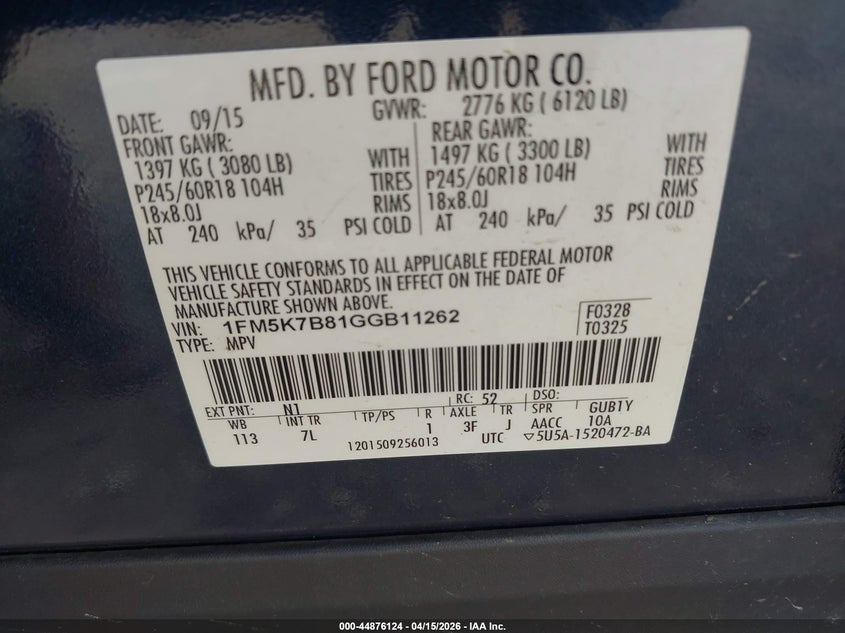 MFD. BY FORD MOTOR CO.
DATE: 09/15 GVWR: 2776 KG ( 6120 LB)
FRONT GAWR: REAR GAWR:
1397 KG ( 3080 LB) WITH 1497 KG ( 3300 LB) WITH
P245/60R18 104H TIRES P245/60R18 104H TIRES
18x8.0J RIMS 18x8.0J RIMS
AT 240 kPa/ 35 PSI COLD AT 240 kPa/ 35 PSI COLD
THIS VEHICLE CONFORMS TO ALL APPLICABLE FEDERAL MOTOR
VEHICLE SAFETY STANDARDS IN EFFECT ON THE DATE OF
MANUFACTURE SHOWN ABOVE.
VIN: 1FM5K7B81GGB11262 F0328
TYPE: MPV T0325
EXT PNT: N1 RC: 52 DSO:
WB INT TR TP/PS R AXLE TR SPR GUB1Y
113 7L 1 3F J AACC 10A
1201509256013 UTC ▽5U5A-1520472-BA
000-44876124 - 04/15/2026 - IAA Inc.